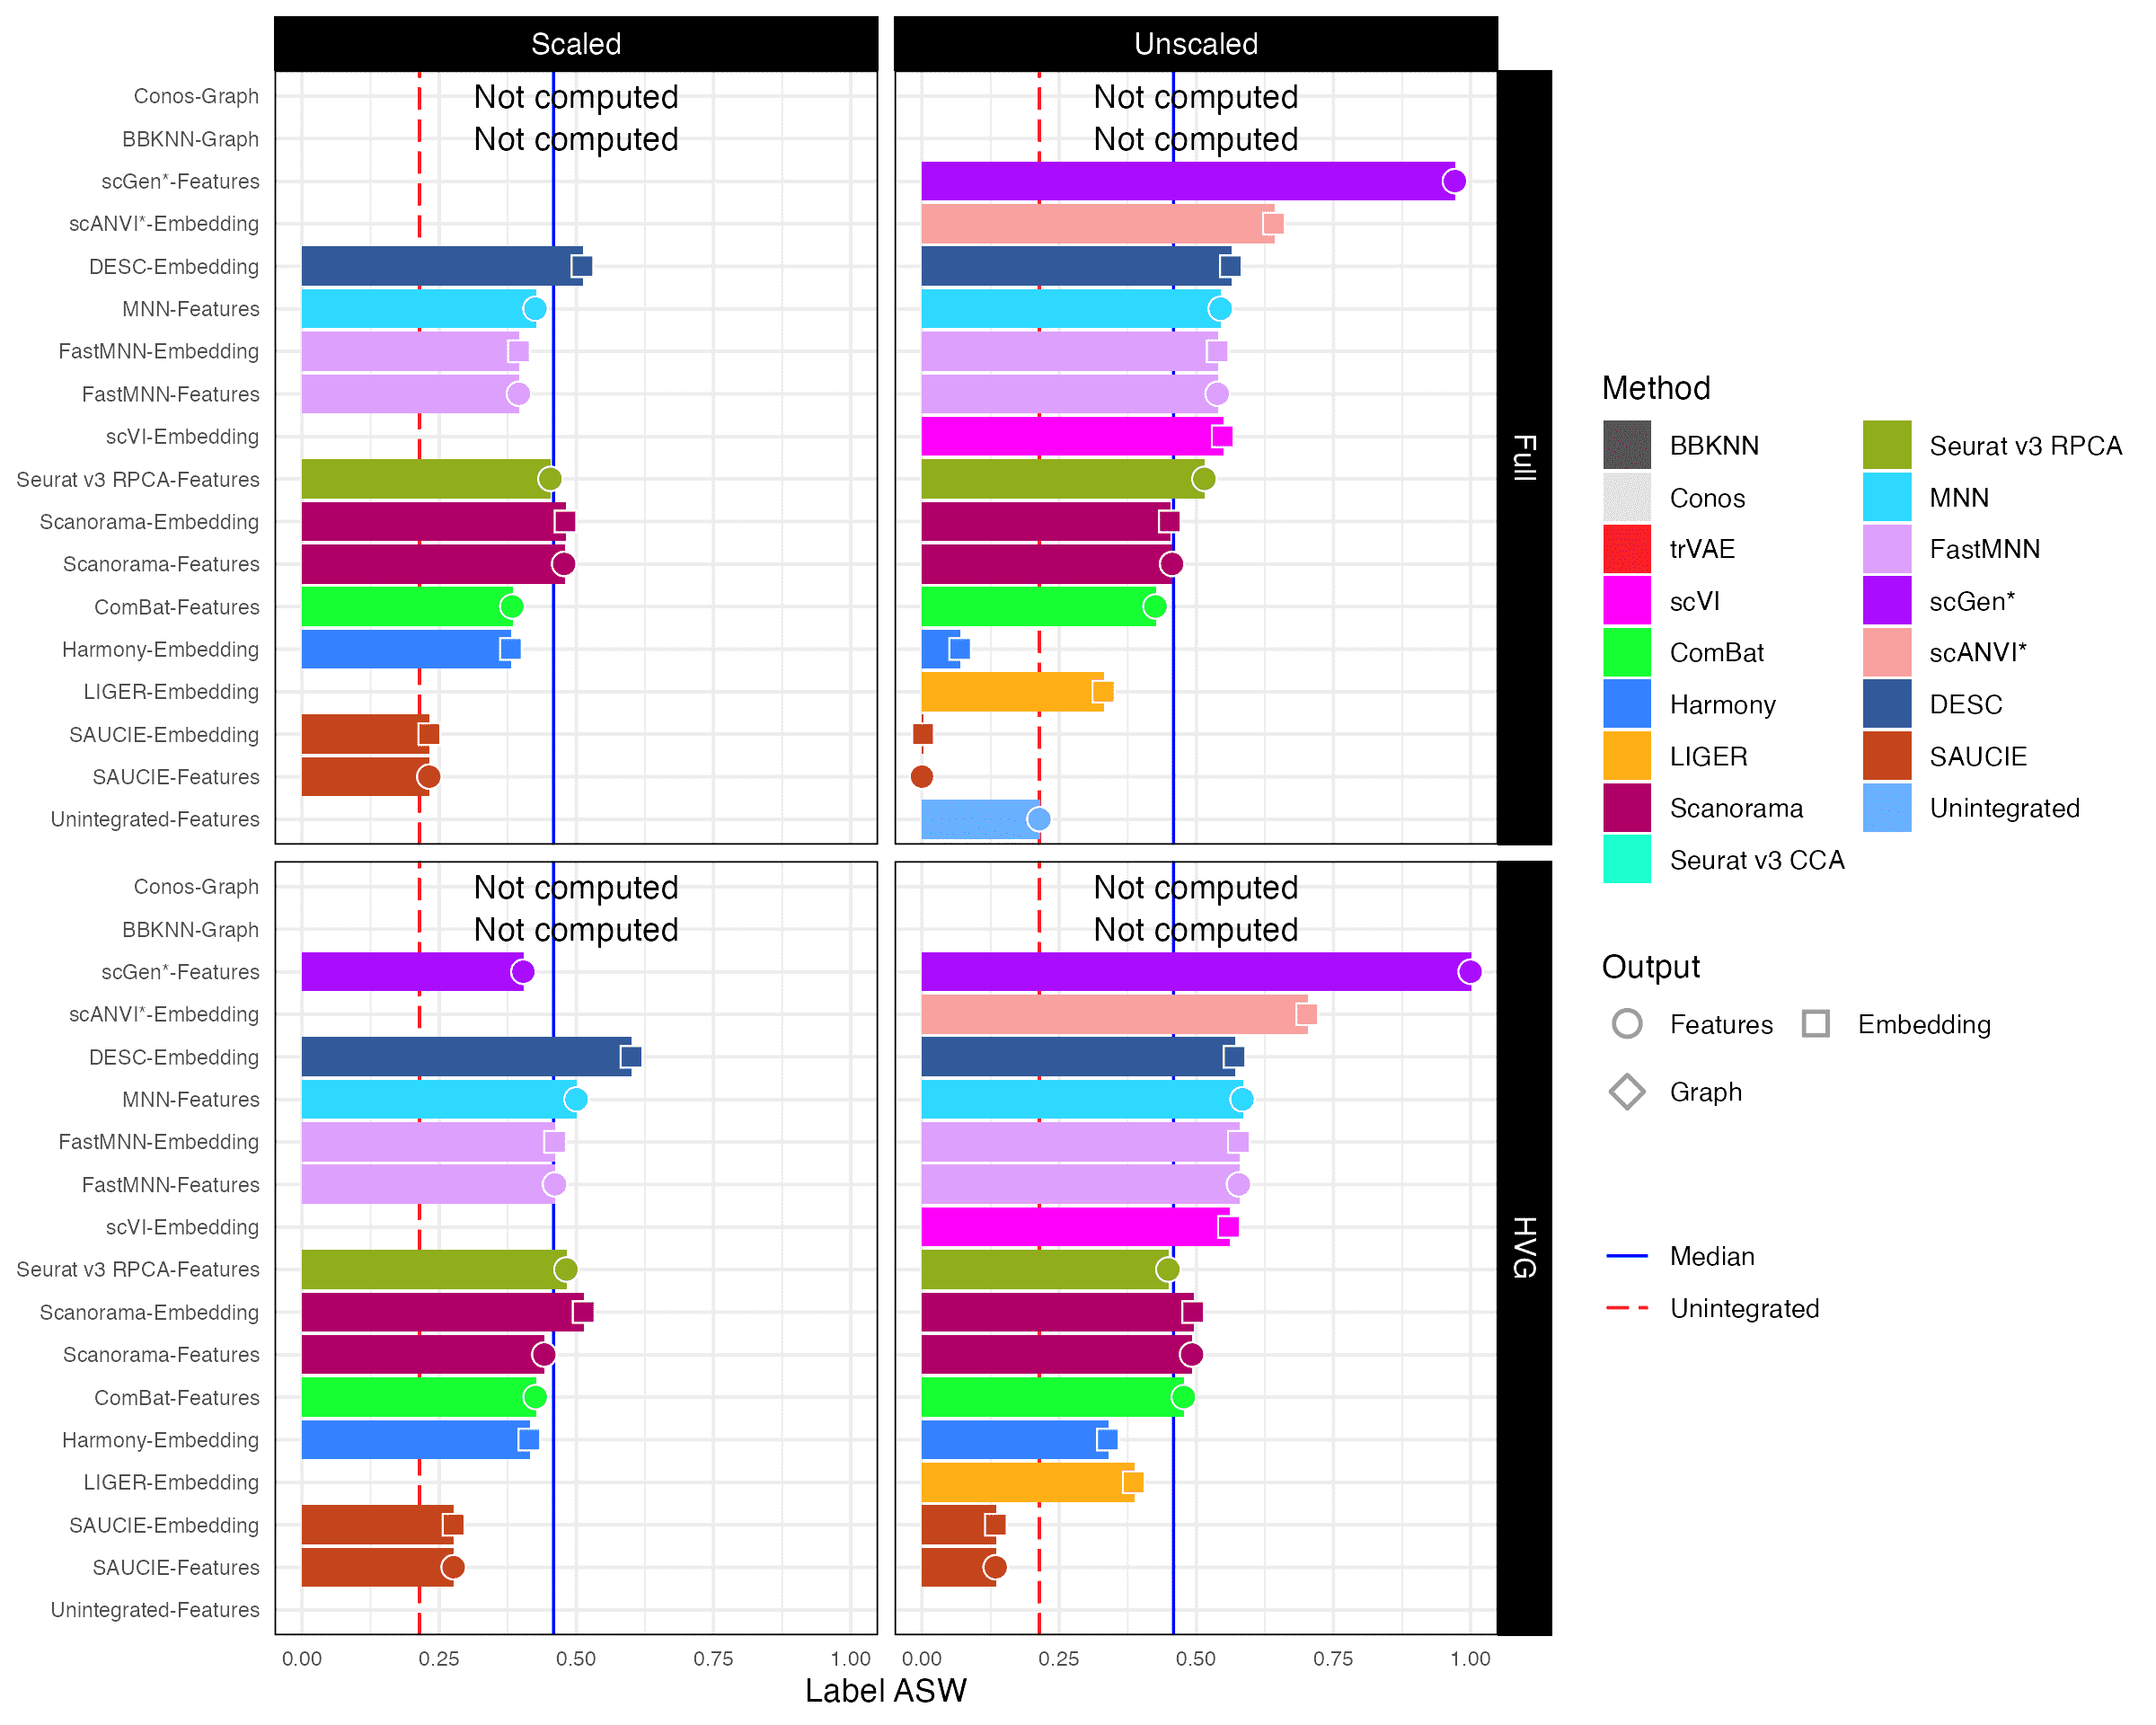 Scaled
Unscaled
Conos-Graph
BBKNN-Graph
scGen*-Features
scANVI*-Embedding
DESC-Embedding
MNN-Features
FastMNN-Embedding
FastMNN-Features
scVI-Embedding
Seurat v3 RPCA-Features
Scanorama-Embedding
Scanorama-Features
ComBat-Features
Harmony-Embedding
LIGER-Embedding
SAUCIE-Embedding
SAUCIE-Features
Unintegrated-Features
Not computed
Not computed
Not computed
Not computed
Full
Conos-Graph
BBKNN-Graph
scGen*-Features
scANVI*-Embedding
DESC-Embedding
MNN-Features
FastMNN-Embedding
FastMNN-Features
scVI-Embedding
Seurat v3 RPCA-Features
Scanorama-Embedding
Scanorama-Features
ComBat-Features
Harmony-Embedding
LIGER-Embedding
SAUCIE-Embedding
SAUCIE-Features
Unintegrated-Features
Not computed
Not computed
Not computed
Not computed
HVG
0.00 0.25 0.50 0.75 1.00
0.00 0.25 0.50 0.75 1.00
Label ASW
Method
BBKNN
Conos
trVAE
scVI
ComBat
Harmony
LIGER
Scanorama
Seurat v3 CCA
Seurat v3 RPCA
MNN
FastMNN
scGen*
scANVI*
DESC
SAUCIE
Unintegrated
Output
Features
Embedding
Graph
Median
Unintegrated